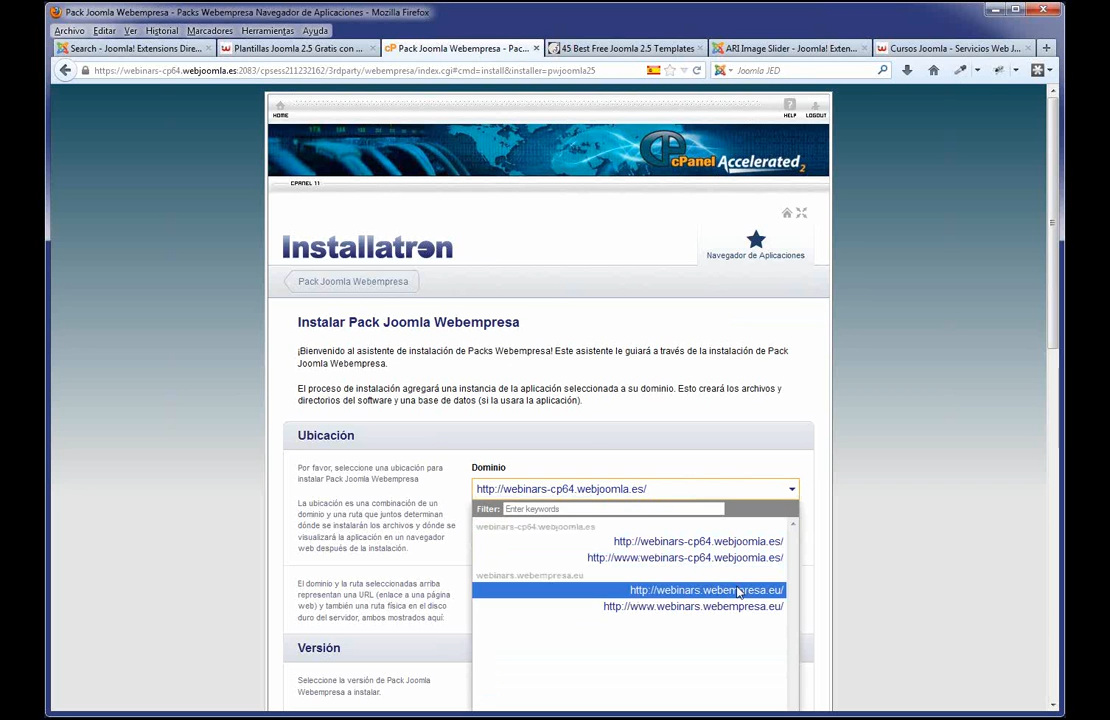 Pack Joomla Webempresa - Packs Webempresa Navegador de Aplicaciones - Mozilla Firefox
Archivo Editar Ver Historial Marcadores Herramientas Ayuda
Search - Joomla! Extensions Dire...
Plantillas Joomla 2.5 Gratis con ...
cP Pack Joomla Webempresa - Pac...
45 Best Free Joomla 2.5 Templates
ARI Image Slider - Joomla! Exten...
Cursos Joomla - Servicios Web J...
https://webinars-cp64.webjoomla.es:2083/cpsess211232162/3rdparty/webempresa/index.cgi#cmd=install&installer=pwjoomla25
Joomla JED
HOME
HELP LOGOUT
cPanel Accelerated2
CPANEL 11
Installatron
Navegador de Aplicaciones
Pack Joomla Webempresa
Instalar Pack Joomla Webempresa
¡Bienvenido al asistente de instalación de Packs Webempresa! Este asistente le guiará a través de la instalación de Pack
Joomla Webempresa.
El proceso de instalación agregará una instancia de la aplicación seleccionada a su dominio. Esto creará los archivos y
directorios del software y una base de datos (si la usara la aplicación).
Ubicación
Por favor, seleccione una ubicación para
instalar Pack Joomla Webempresa
La ubicación es una combinación de un
dominio y una ruta que juntos determinan
dónde se instalarán los archivos y dónde se
visualizará la aplicación en un navegador
web después de la instalación.
El dominio y la ruta seleccionadas arriba
representan una URL (enlace a una página
web) y también una ruta física en el disco
duro del servidor, ambos mostrados aquí:
Dominio
http://webinars-cp64.webjoomla.es/
Filter: Enter keywords
webinars-cp64.webjoomla.es
http://webinars-cp64.webjoomla.es/
http://www.webinars-cp64.webjoomla.es/
webinars.webempresa.eu
http://webinars.webempresa.eu/
http://www.webinars.webempresa.eu/
Versión
Seleccione la versión de Pack Joomla
Webempresa a instalar.